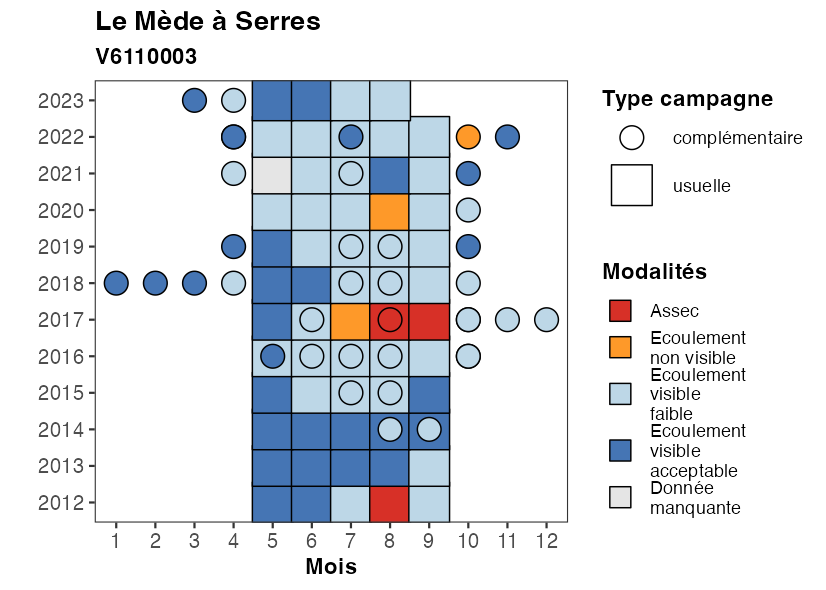 Le Mède à Serres
V6110003
2023
2022
2021
2020
2019
2018
2017
2016
2015
2014
2013
2012
1 2 3 4 5 6 7 8 9 10 11 12
Mois
Type campagne
complémentaire
usuelle
Modalités
Assec
Ecoulement
non visible
Ecoulement
visible
faible
Ecoulement
visible
acceptable
Donnée
manquante